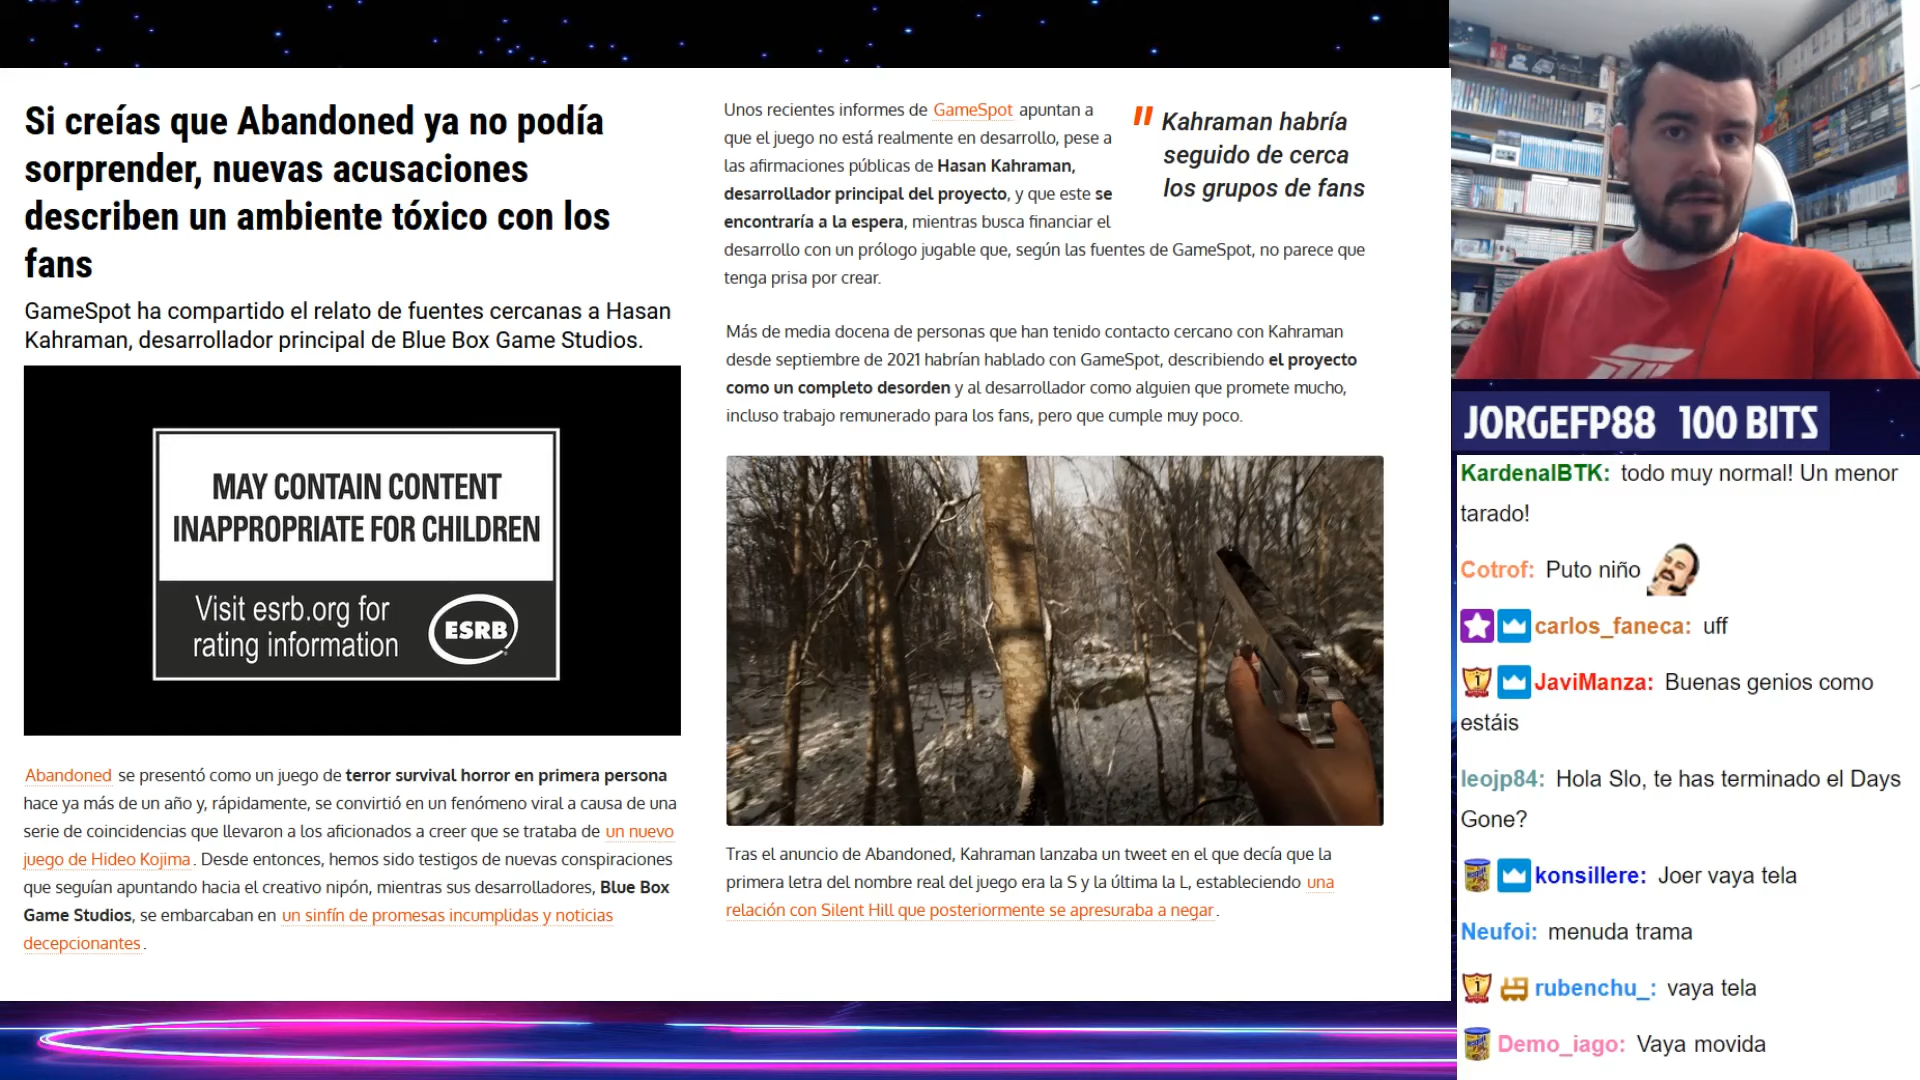 Si creías que Abandoned ya no podía
sorprender, nuevas acusaciones
describen un ambiente tóxico con los
fans
GameSpot ha compartido el relato de fuentes cercanas a Hasan
Kahraman, desarrollador principal de Blue Box Game Studios.
MAY CONTAIN CONTENT
INAPPROPRIATE FOR CHILDREN
Visit esrb.org for
rating information
ESRB
Abandoned se presentó como un juego de terror survival horror en primera persona
hace ya más de un año y, rápidamente, se convirtió en un fenómeno viral a causa de una
serie de coincidencias que llevaron a los aficionados a creer que se trataba de un nuevo
juego de Hideo Kojima. Desde entonces, hemos sido testigos de nuevas conspiraciones
que seguían apuntando hacia el creativo nipón, mientras sus desarrolladores, Blue Box
Game Studios, se embarcaban en un sinfín de promesas incumplidas y noticias
decepcionantes.
Unos recientes informes de GameSpot apuntan a
que el juego no está realmente en desarrollo, pese a
las afirmaciones públicas de Hasan Kahraman,
desarrollador principal del proyecto, y que este se
encontraría a la espera, mientras busca financiar el
desarrollo con un prólogo jugable que, según las fuentes de GameSpot, no parece que
tenga prisa por crear.
" Kahraman habría
seguido de cerca
los grupos de fans
Más de media docena de personas que han tenido contacto cercano con Kahraman
desde septiembre de 2021 habrían hablado con GameSpot, describiendo el proyecto
como un completo desorden y al desarrollador como alguien que promete mucho,
incluso trabajo remunerado para los fans, pero que cumple muy poco.
Tras el anuncio de Abandoned, Kahraman lanzaba un tweet en el que decía que la
primera letra del nombre real del juego era la S y la última la L, estableciendo una
relación con Silent Hill que posteriormente se apresuraba a negar.
JORGEFP88 100 BITS
KardenalBTK: todo muy normal! Un menor
tarado!
Cotrof: Puto niño
carlos_faneca: uff
JaviManza: Buenas genios como
estáis
leojp84: Hola Slo, te has terminado el Days
Gone?
konsillere: Joer vaya tela
Neufoi: menuda trama
rubenchu_: vaya tela
Demo_iago: Vaya movida